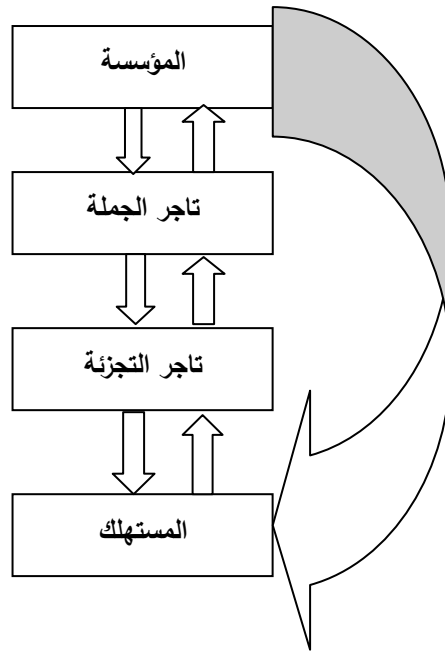 المؤسسة
تاجر الجملة
تاجر التجزئة
المستهلك